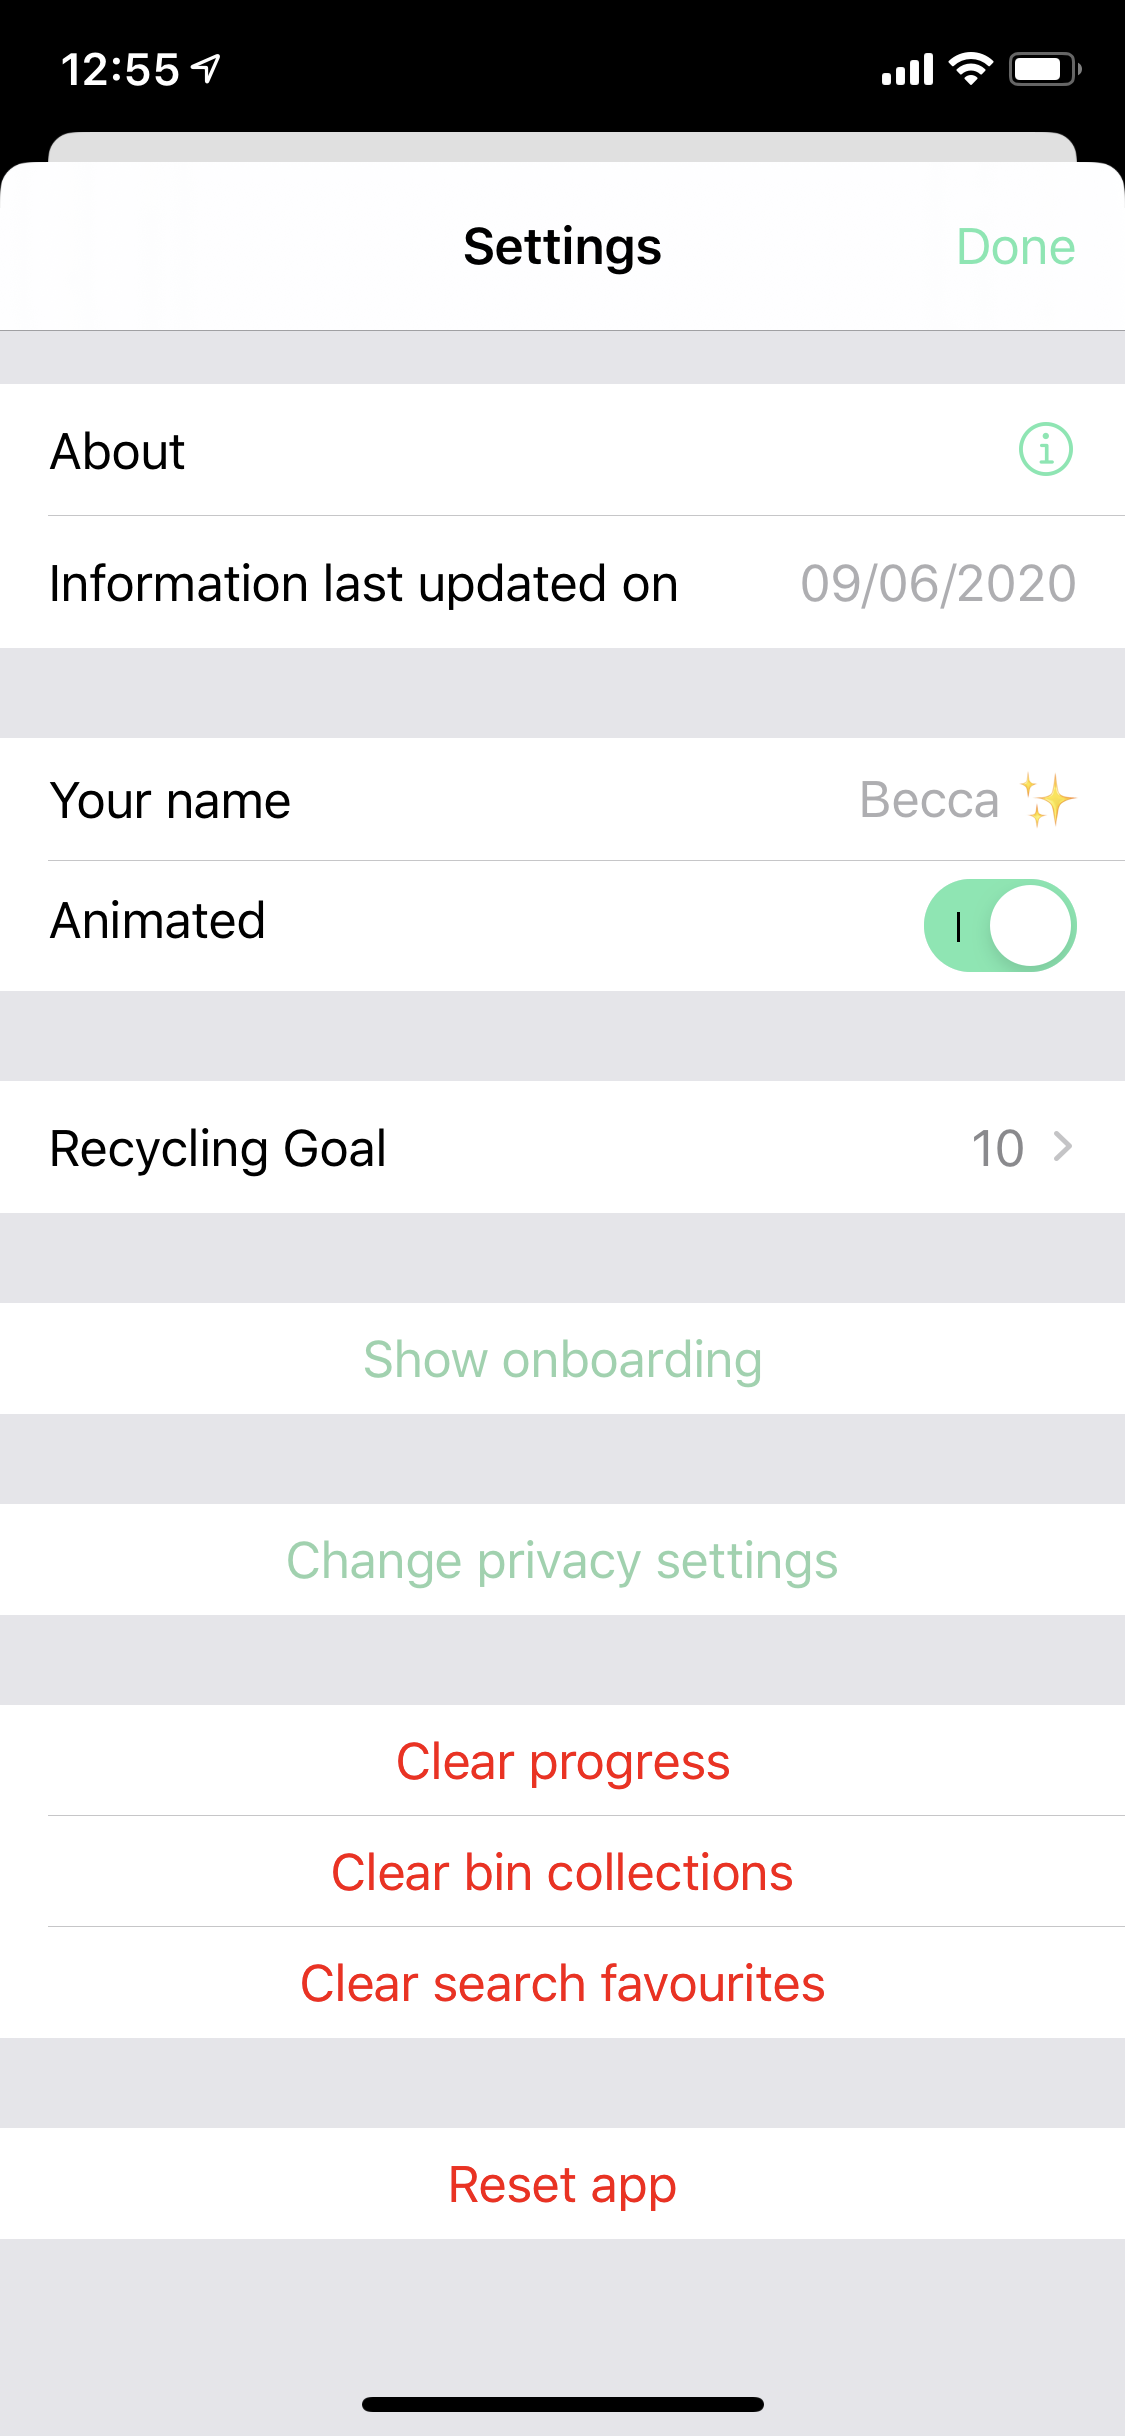 12:55
Settings
Done
About
Information last updated on 09/06/2020
Your name Becca ✨
Animated
Recycling Goal 10
Show onboarding
Change privacy settings
Clear progress
Clear bin collections
Clear search favourites
Reset app